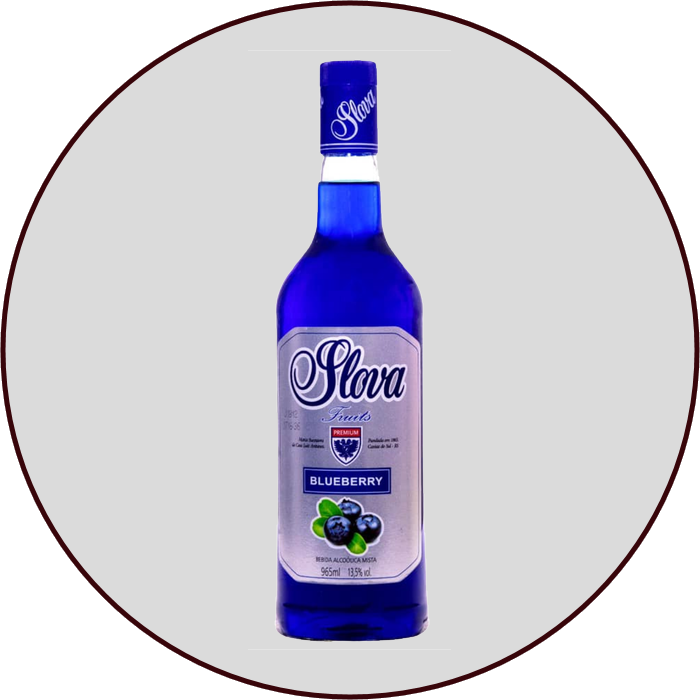 Slova
Slova
Fruits
PREMIUM
BLUEBERRY
BEBIDA ALCOÓLICA MISTA
965ml 13,5% vol.